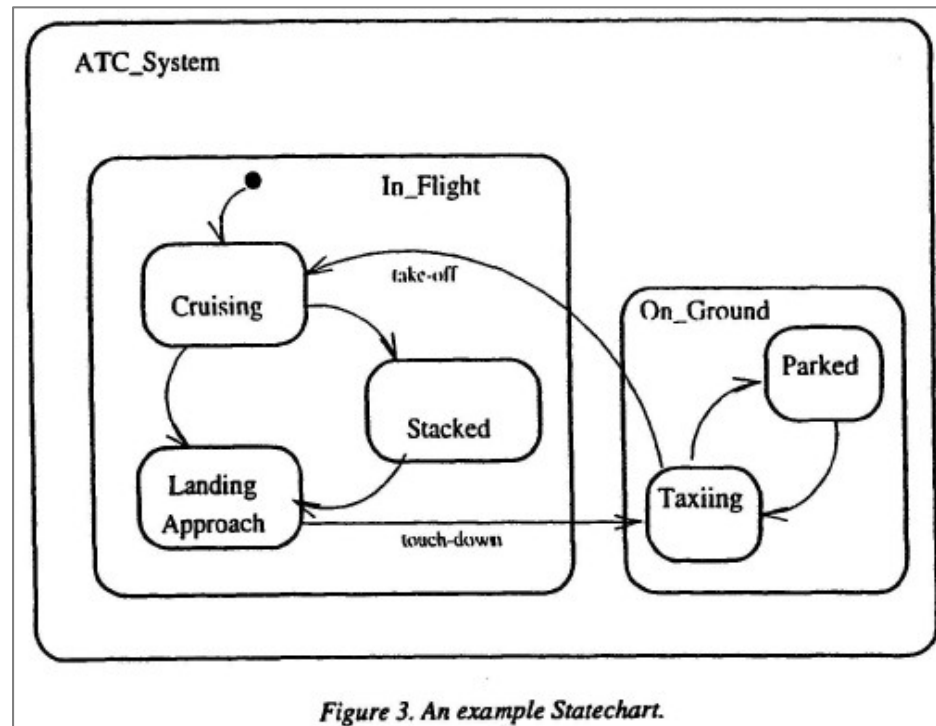 ATC_System
In_Flight
Cruising
take-off
On_Ground
Parked
Stacked
Landing
Approach
Taxiing
touch-down
Figure 3. An example Statechart.